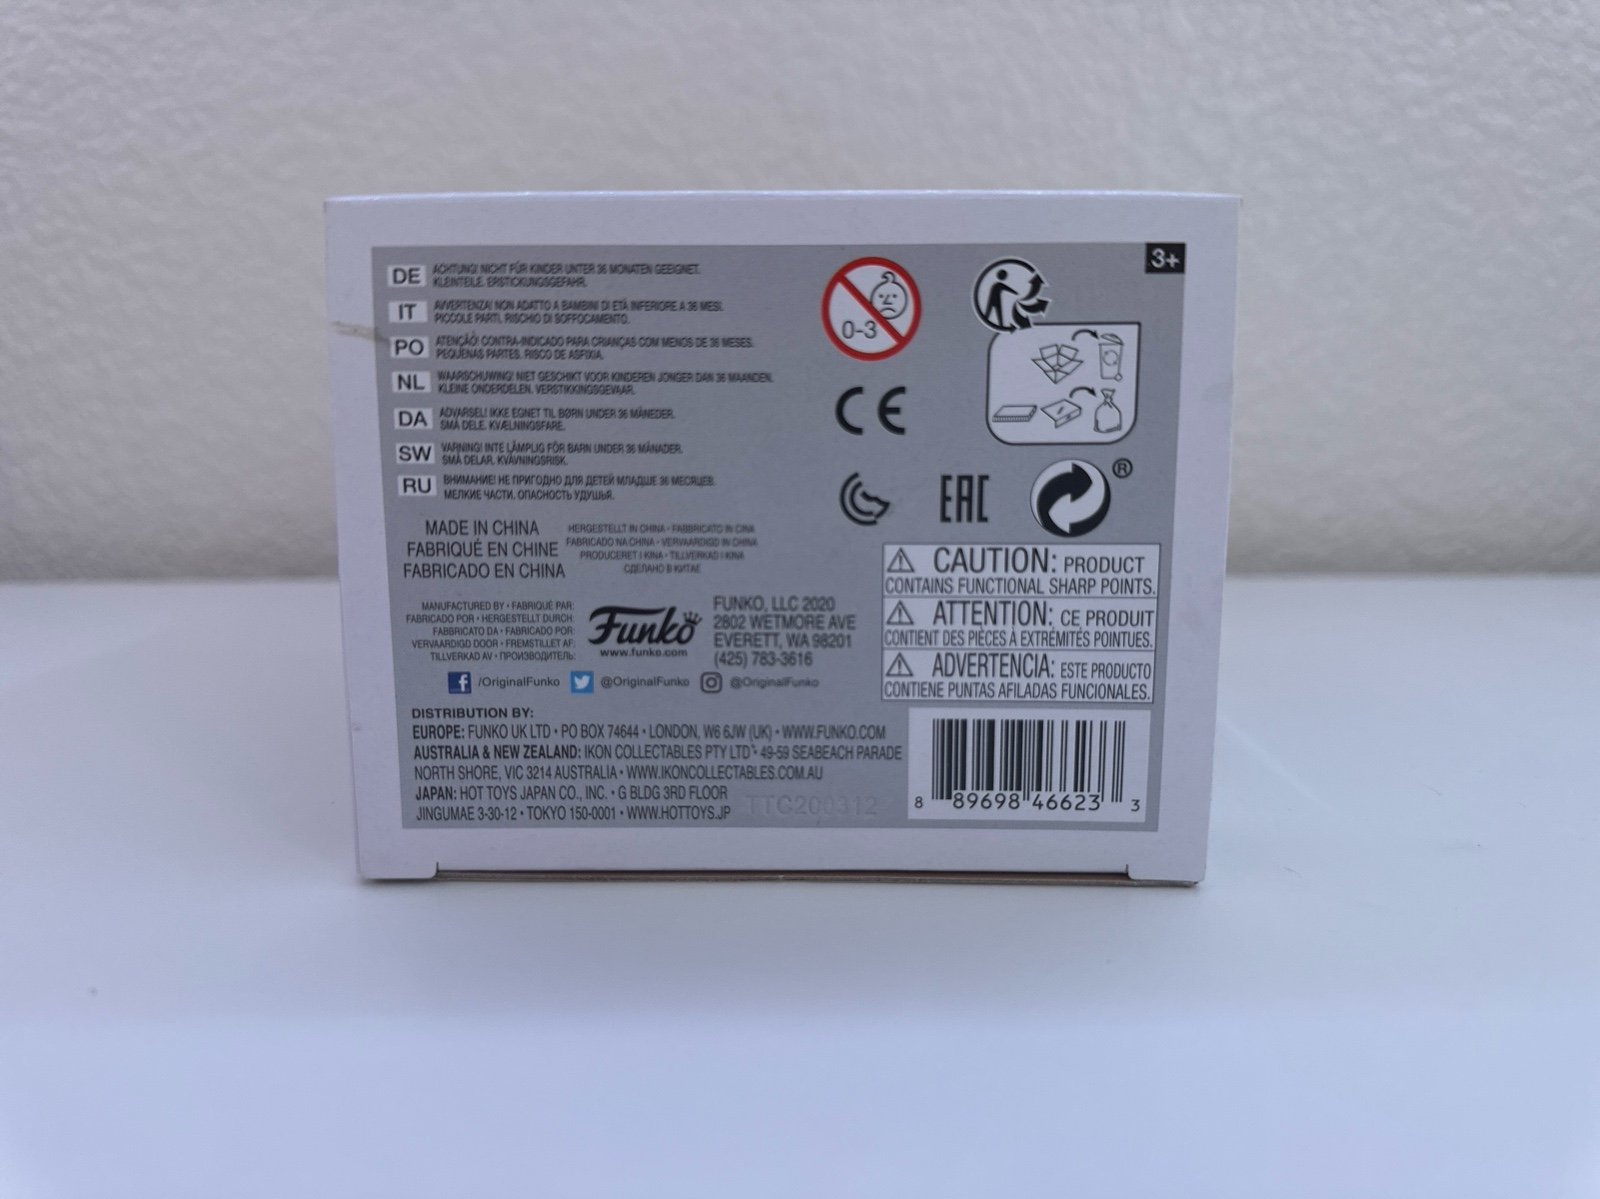 3+
DE ACHTUNG! NICHT FÜR KINDER UNTER 36 MONATEN GEEIGNET.
KLEINTEILE. ERSTICKUNGSGEFAHR.
IT AVVERTENZA! NON ADATTO A BAMBINI DI ETÀ INFERIORE A 36 MESI.
PICCOLE PARTI. RISCHIO DI SOFFOCAMENTO.
PO ATENÇÃO! CONTRA-INDICADO PARA CRIANÇAS COM MENOS DE 36 MESES.
PEQUENAS PARTES. RISCO DE ASFIXIA.
NL WAARSCHUWING! NIET GESCHIKT VOOR KINDEREN JONGER DAN 36 MAANDEN.
KLEINE ONDERDELEN. VERSTIKKINGSGEVAAR.
DA ADVARSEL! IKKE EGNET TIL BØRN UNDER 36 MÅNEDER.
SMÅ DELE. KVÆLNINGSFARE.
SW VARNING! INTE LÄMPLIG FÖR BARN UNDER 36 MÅNADER.
SMÅ DELAR. KVÄVNINGSRISK.
RU ВНИМАНИЕ! НЕ ПРИГОДНО ДЛЯ ДЕТЕЙ МЛАДШЕ 36 МЕСЯЦЕВ.
МЕЛКИЕ ЧАСТИ. ОПАСНОСТЬ УДУШЬЯ.
0-3
CE
EAC
®
MADE IN CHINA
FABRIQUÉ EN CHINE
FABRICADO EN CHINA
HERGESTELLT IN CHINA • FABBRICATO IN CINA
FABRICADO NA CHINA • VERVAARDIGD IN CHINA
PRODUCERET I KINA • TILLVERKAD I KINA
СДЕЛАНО В КИТАЕ
MANUFACTURED BY • FABRIQUÉ PAR:
FABRICADO POR • HERGESTELLT DURCH:
FABBRICATO DA • FABRICADO POR:
VERVAARDIGD DOOR • FREMSTILLET AF:
TILLVERKAD AV • ПРОИЗВОДИТЕЛЬ:
Funko
www.funko.com
FUNKO, LLC 2020
2802 WETMORE AVE
EVERETT, WA 98201
(425) 783-3616
/OriginalFunko @OriginalFunko @OriginalFunko
CAUTION: PRODUCT
CONTAINS FUNCTIONAL SHARP POINTS.
ATTENTION: CE PRODUIT
CONTIENT DES PIÈCES À EXTRÉMITÉS POINTUES.
ADVERTENCIA: ESTE PRODUCTO
CONTIENE PUNTAS AFILADAS FUNCIONALES.
DISTRIBUTION BY:
EUROPE: FUNKO UK LTD • PO BOX 74644 • LONDON, W6 6JW (UK) • WWW.FUNKO.COM
AUSTRALIA & NEW ZEALAND: IKON COLLECTABLES PTY LTD • 49-59 SEABEACH PARADE
NORTH SHORE, VIC 3214 AUSTRALIA • WWW.IKONCOLLECTABLES.COM.AU
JAPAN: HOT TOYS JAPAN CO., INC. • G BLDG 3RD FLOOR
JINGUMAE 3-30-12 • TOKYO 150-0001 • WWW.HOTTOYS.JP
TTC200312
8 89698 46623 3